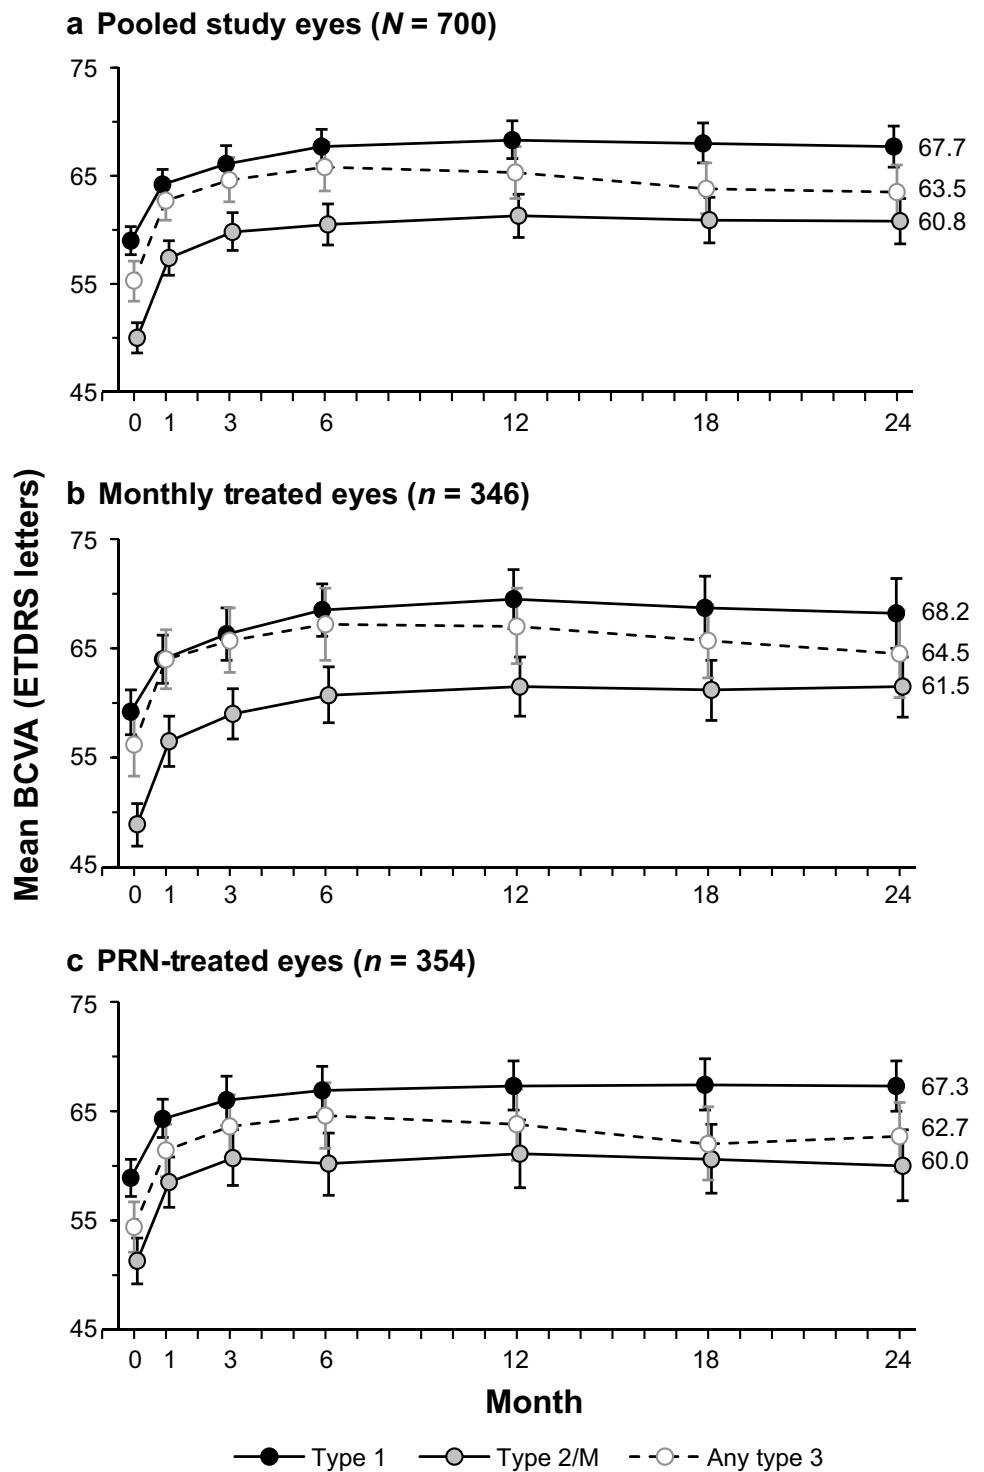 a Pooled study eyes (N = 700)
75
65
55
45
67.7
63.5
60.8
0 1 3 6 12 18 24
Mean BCVA (ETDRS letters)
b Monthly treated eyes (n = 346)
75
65
55
45
68.2
64.5
61.5
0 1 3 6 12 18 24
c PRN-treated eyes (n = 354)
75
65
55
45
67.3
62.7
60.0
0 1 3 6 12 18 24
Month
Type 1 Type 2/M Any type 3